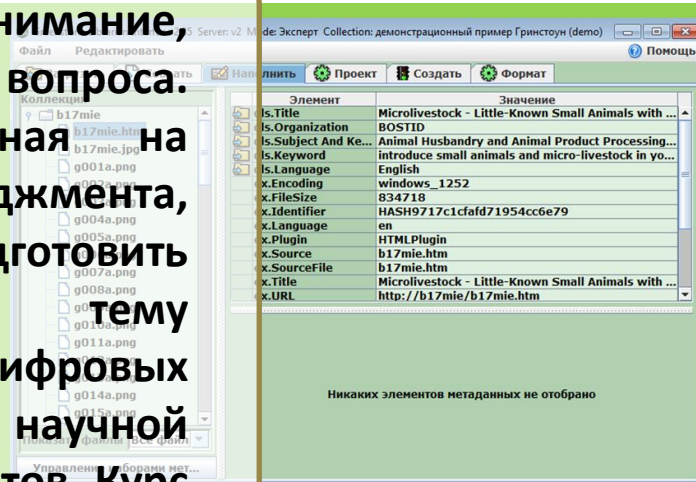 нимание,
вопроса.
ная на
джмента,
дготовить
тему
ифровых
научной
тов. Курс
Server: v2 Mode: Эксперт Collection: демонстрационный пример Гринстоун (demo)
Файл Редактировать
Помощь
Наполнить Проект Создать Формат
Коллекция
b17mie
b17mie.htm
b17mie.jpg
g001a.png
g002a.png
g004a.png
g005a.png
g007a.png
g008a.png
g010a.png
g011a.png
g014a.png
g015a.png
Показать файлы Все файл
Управление наборами мет...
Элемент Значение
dls.Title Microlivestock - Little-Known Small Animals with ...
dls.Organization BOSTID
dls.Subject And Ke... Animal Husbandry and Animal Product Processing...
dls.Keyword introduce small animals and micro-livestock in yo...
dls.Language English
ex.Encoding windows_1252
ex.FileSize 834718
ex.Identifier HASH9717c1cfafd71954cc6e79
ex.Language en
ex.Plugin HTMLPlugin
ex.Source b17mie.htm
ex.SourceFile b17mie.htm
ex.Title Microlivestock - Little-Known Small Animals with ...
ex.URL http://b17mie/b17mie.htm
Никаких элементов метаданных не отобрано